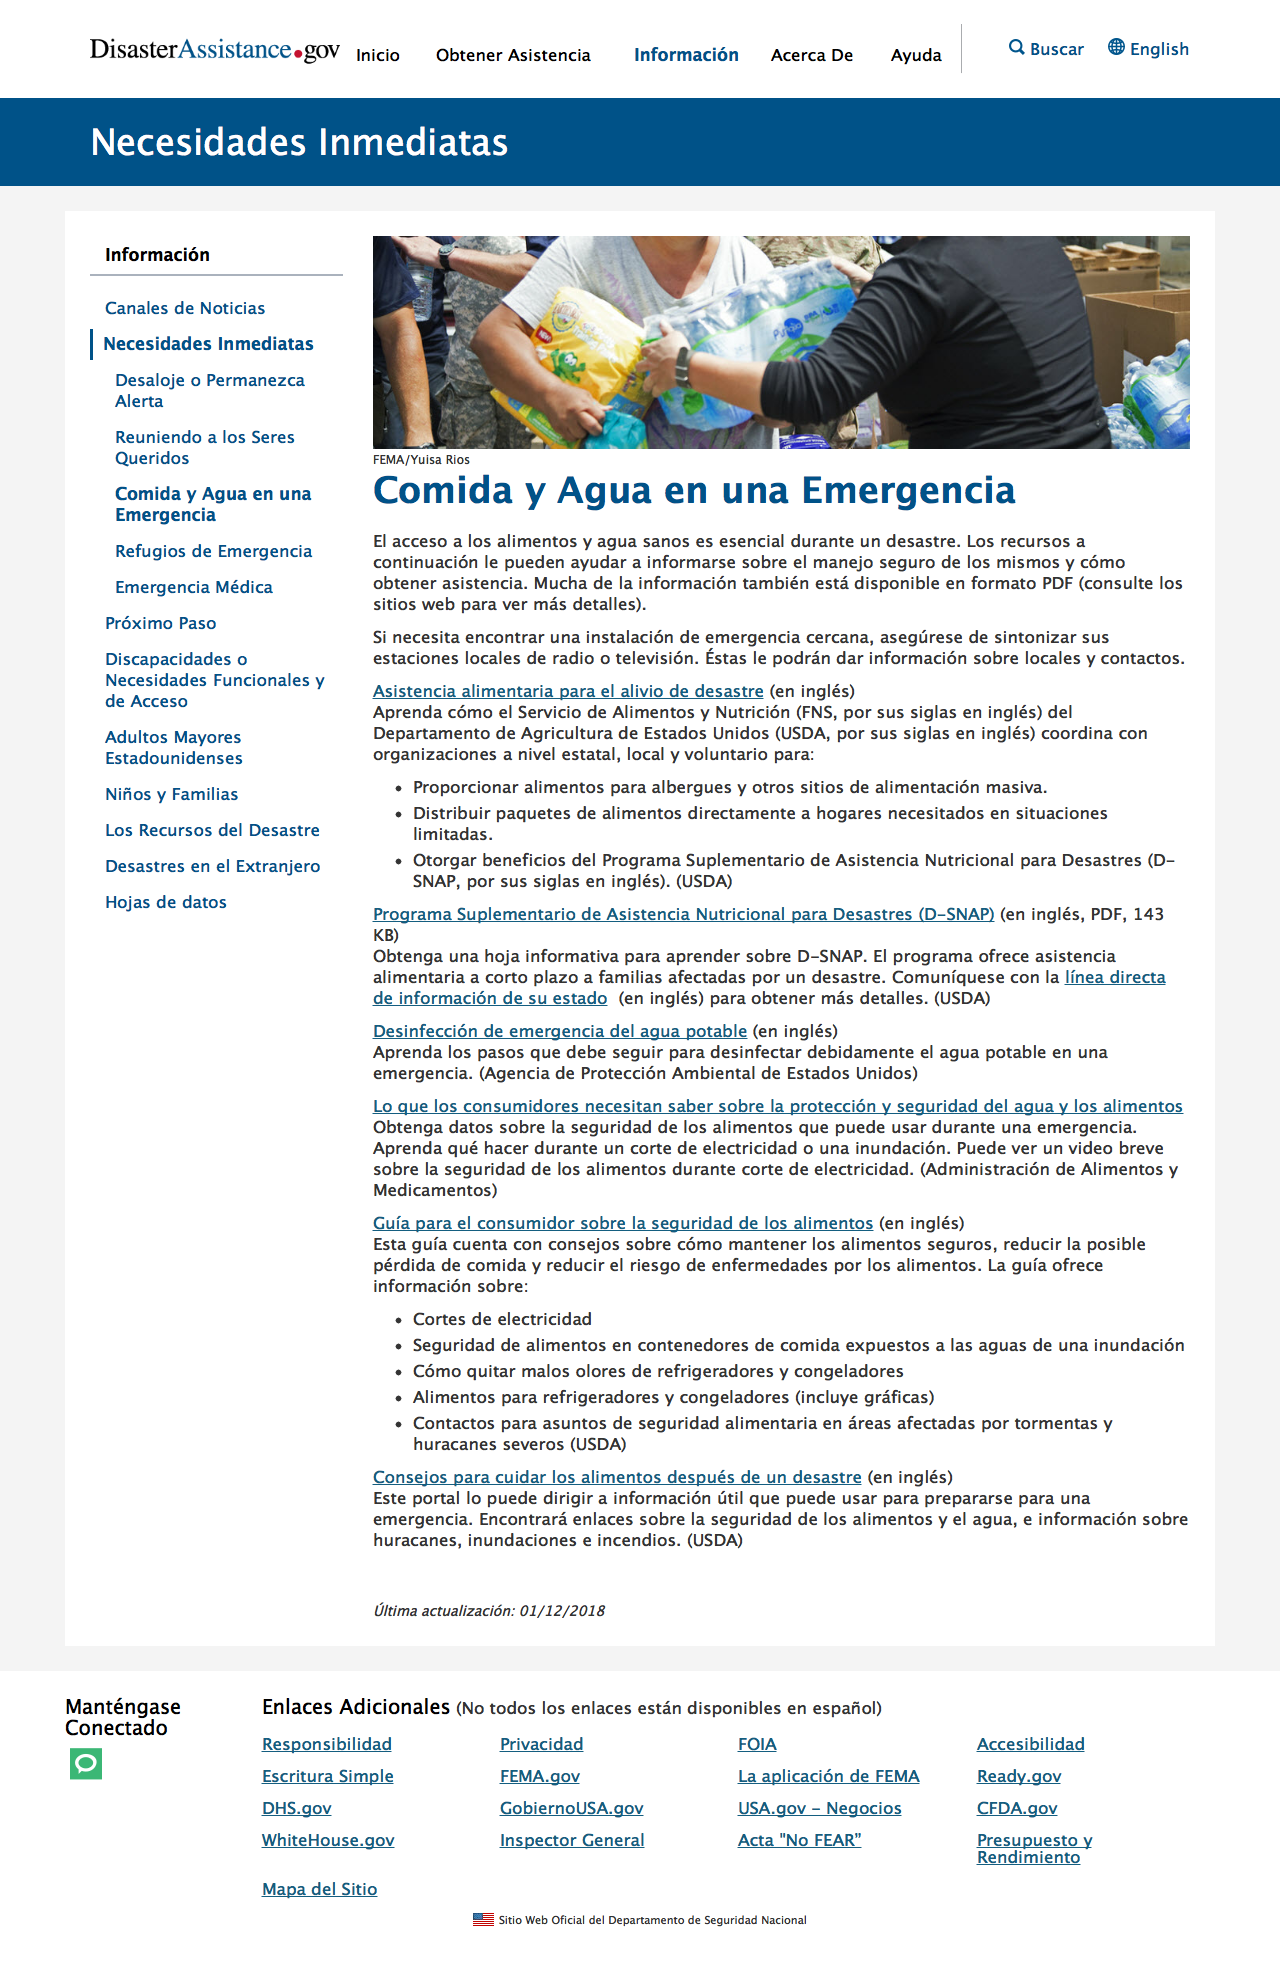 DisasterAssistance.gov
Inicio
Obtener Asistencia
Información
Acerca De
Ayuda
Buscar
English
Necesidades Inmediatas
Información
Canales de Noticias
Necesidades Inmediatas
Desaloje o Permanezca
Alerta
Reuniendo a los Seres
Queridos
Comida y Agua en una
Emergencia
Refugios de Emergencia
Emergencia Médica
Próximo Paso
Discapacidades o
Necesidades Funcionales y
de Acceso
Adultos Mayores
Estadounidenses
Niños y Familias
Los Recursos del Desastre
Desastres en el Extranjero
Hojas de datos
FEMA/Yuisa Rios
Comida y Agua en una Emergencia
El acceso a los alimentos y agua sanos es esencial durante un desastre. Los recursos a
continuación le pueden ayudar a informarse sobre el manejo seguro de los mismos y cómo
obtener asistencia. Mucha de la información también está disponible en formato PDF (consulte los
sitios web para ver más detalles).
Si necesita encontrar una instalación de emergencia cercana, asegúrese de sintonizar sus
estaciones locales de radio o televisión. Éstas le podrán dar información sobre locales y contactos.
Asistencia alimentaria para el alivio de desastre (en inglés)
Aprenda cómo el Servicio de Alimentos y Nutrición (FNS, por sus siglas en inglés) del
Departamento de Agricultura de Estados Unidos (USDA, por sus siglas en inglés) coordina con
organizaciones a nivel estatal, local y voluntario para:
• Proporcionar alimentos para albergues y otros sitios de alimentación masiva.
• Distribuir paquetes de alimentos directamente a hogares necesitados en situaciones
limitadas.
• Otorgar beneficios del Programa Suplementario de Asistencia Nutricional para Desastres (D-
SNAP, por sus siglas en inglés). (USDA)
Programa Suplementario de Asistencia Nutricional para Desastres (D-SNAP) (en inglés, PDF, 143
KB)
Obtenga una hoja informativa para aprender sobre D-SNAP. El programa ofrece asistencia
alimentaria a corto plazo a familias afectadas por un desastre. Comuníquese con la línea directa
de información de su estado (en inglés) para obtener más detalles. (USDA)
Desinfección de emergencia del agua potable (en inglés)
Aprenda los pasos que debe seguir para desinfectar debidamente el agua potable en una
emergencia. (Agencia de Protección Ambiental de Estados Unidos)
Lo que los consumidores necesitan saber sobre la protección y seguridad del agua y los alimentos
Obtenga datos sobre la seguridad de los alimentos que puede usar durante una emergencia.
Aprenda qué hacer durante un corte de electricidad o una inundación. Puede ver un video breve
sobre la seguridad de los alimentos durante corte de electricidad. (Administración de Alimentos y
Medicamentos)
Guía para el consumidor sobre la seguridad de los alimentos (en inglés)
Esta guía cuenta con consejos sobre cómo mantener los alimentos seguros, reducir la posible
pérdida de comida y reducir el riesgo de enfermedades por los alimentos. La guía ofrece
información sobre:
• Cortes de electricidad
• Seguridad de alimentos en contenedores de comida expuestos a las aguas de una inundación
• Cómo quitar malos olores de refrigeradores y congeladores
• Alimentos para refrigeradores y congeladores (incluye gráficas)
• Contactos para asuntos de seguridad alimentaria en áreas afectadas por tormentas y
huracanes severos (USDA)
Consejos para cuidar los alimentos después de un desastre (en inglés)
Este portal lo puede dirigir a información útil que puede usar para prepararse para una
emergencia. Encontrará enlaces sobre la seguridad de los alimentos y el agua, e información sobre
huracanes, inundaciones e incendios. (USDA)
Última actualización: 01/12/2018
Manténgase
Conectado
Enlaces Adicionales (No todos los enlaces están disponibles en español)
Responsibilidad
Privacidad
FOIA
Accesibilidad
Escritura Simple
FEMA.gov
La aplicación de FEMA
Ready.gov
DHS.gov
GobiernoUSA.gov
USA.gov - Negocios
CFDA.gov
WhiteHouse.gov
Inspector General
Acta "No FEAR”
Presupuesto y
Rendimiento
Mapa del Sitio
Sitio Web Oficial del Departamento de Seguridad Nacional